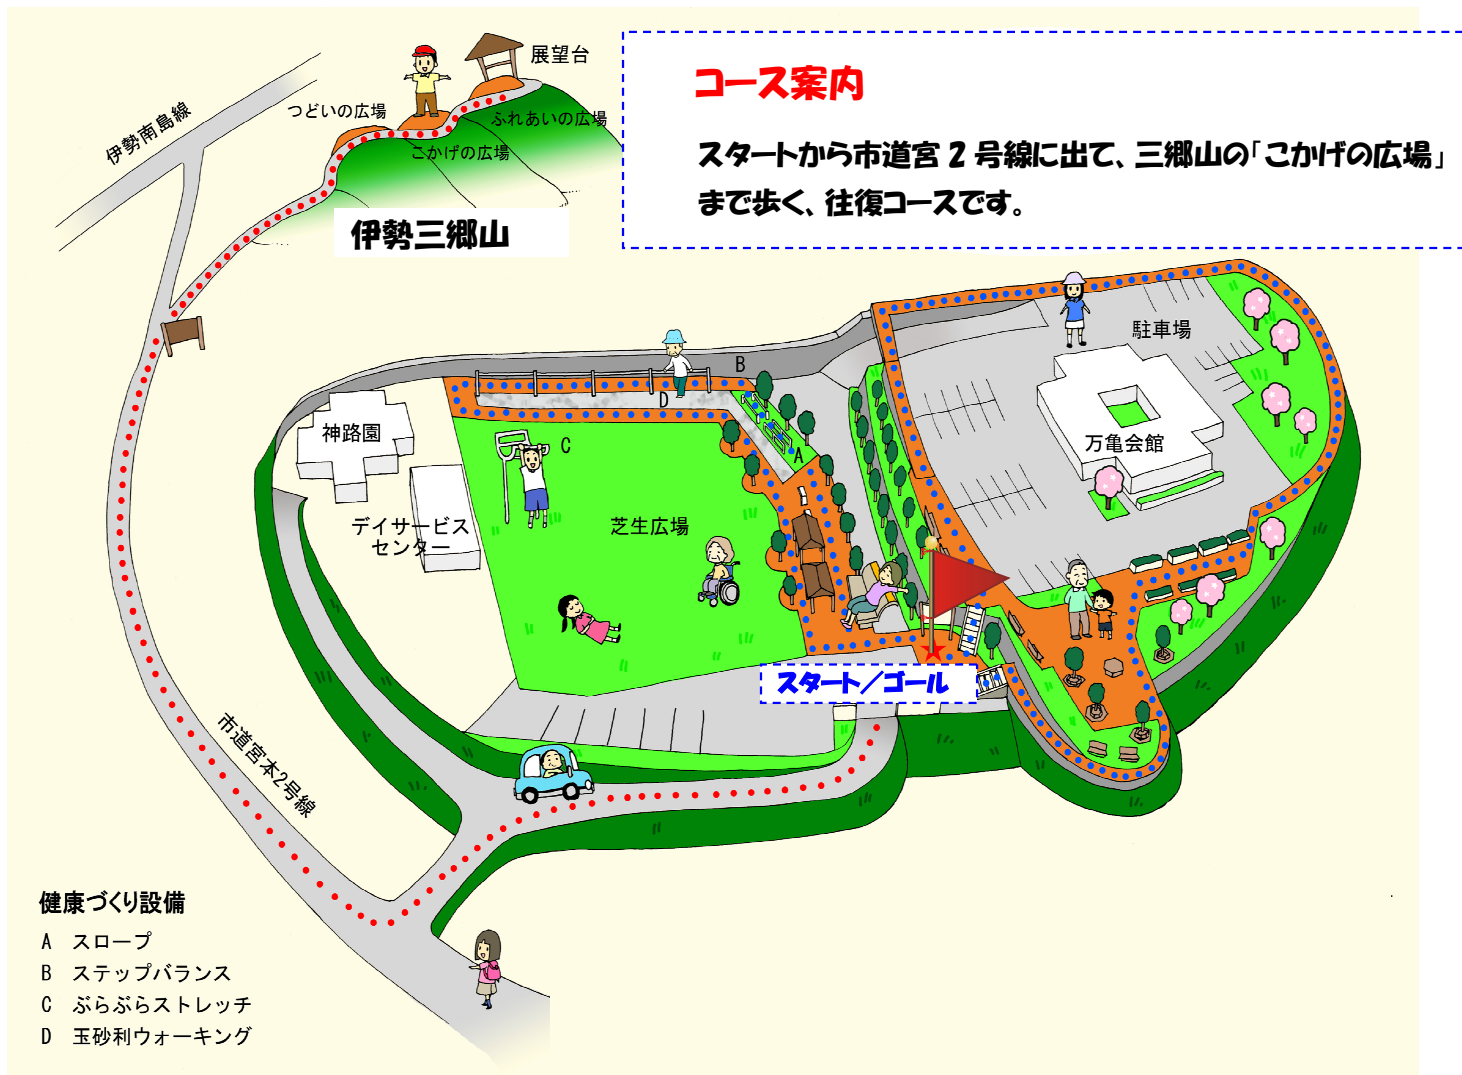 コース案内
スタートから市道宮2号線に出て、三郷山の「こかげの広場」
まで歩く、往復コースです。
展望台
つどいの広場
ふれあいの広場
こかげの広場
伊勢南島線
伊勢三郷山
駐車場
B
D
神路園
C
A
万亀会館
デイサービス
センター
芝生広場
スタート／ゴール
市道宮本2号線
健康づくり設備
A スロープ
B ステップバランス
C ぶらぶらストレッチ
D 玉砂利ウォーキング